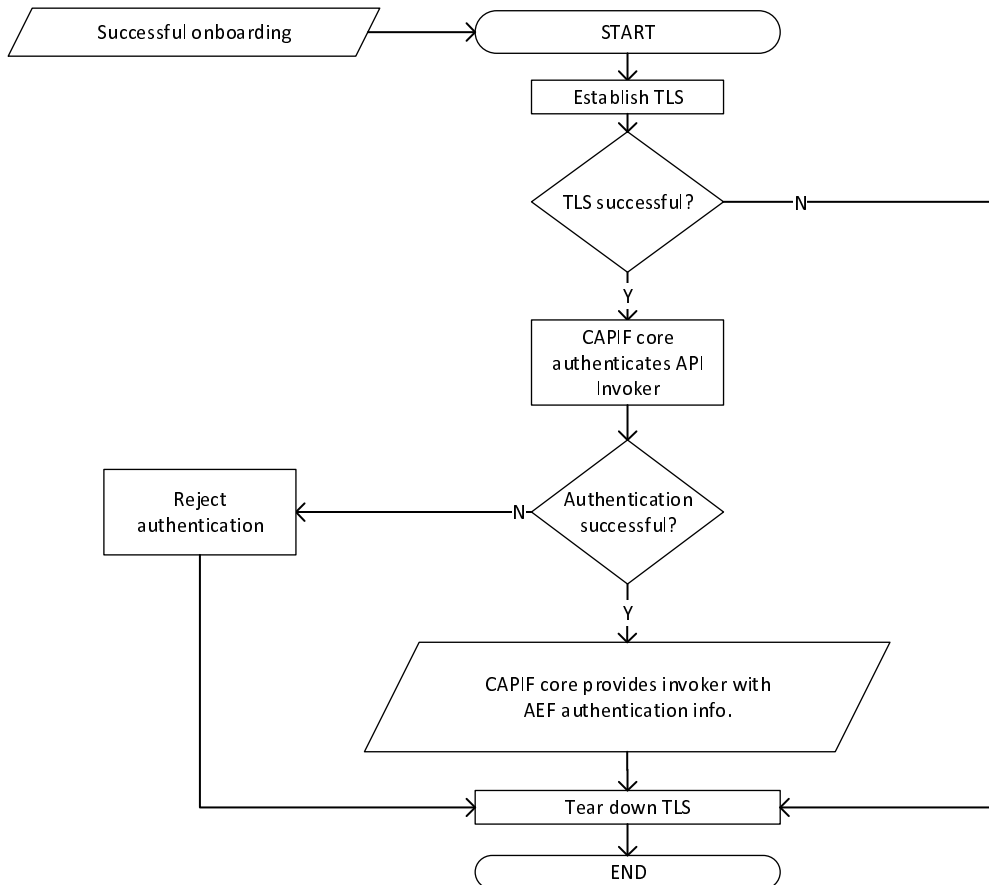 Successful onboarding
START
Establish TLS
TLS successful?
N
Y
CAPIF core
authenticates API
Invoker
Reject
authentication
N
Authentication
successful?
Y
CAPIF core provides invoker with
AEF authentication info.
Tear down TLS
END